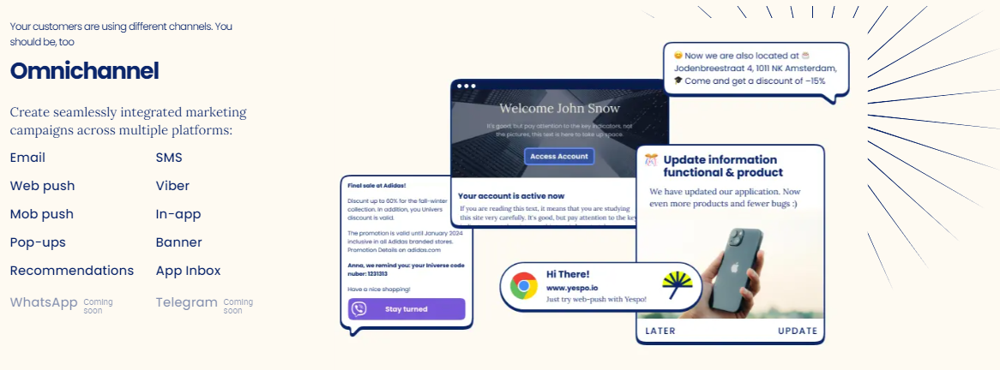 Your customers are using different channels. You
should be, too
Omnichannel
Create seamlessly integrated marketing
campaigns across multiple platforms:
Email
SMS
Web push
Viber
Mob push
In-app
Pop-ups
Banner
Recommendations
App Inbox
WhatsApp Coming
soon
Telegram Coming
soon
😊 Now we are also located at
Jodenbreestraat 4, 1011 NK Amsterdam,
🎓 Come and get a discount of –15%
Welcome John Snow
It's good, but pay attention to the key indicators, not
the pictures, this text is here to take up space.
Access Account
Your account is active now
If you are reading this text, it means that you are studying
this site very carefully. It's good, but pay attention to the key
Final sale at Adidas!
Discunt up to 60% for the fall-winter
collection. In addition, you Univers
discount is valid.
The promotion is valid until January 2024
inclusive in all Adidas branded stores.
Promotion Details on adidas.com
Anna, we remind you: your Iniverse code
nuber: 1231313
Have a nice shopping!
Stay turned
Update information
functional & product
We have updated our application. Now
even more products and fewer bugs :)
Hi There!
www.yespo.io
Just try web-push with Yespo!
LATER
UPDATE